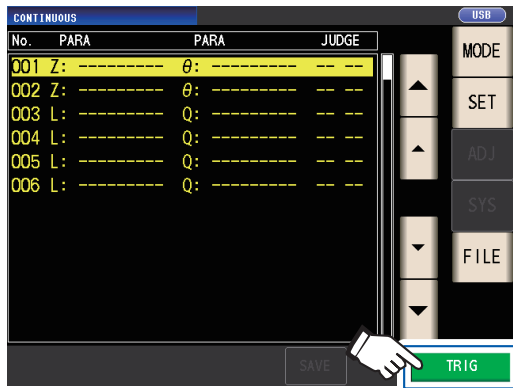 CONTINUOUS
USB
No. PARA PARA JUDGE
001 Z: --------- θ: --------- -- --
002 Z: --------- θ: --------- -- --
003 L: --------- Q: --------- -- --
004 L: --------- Q: --------- -- --
005 L: --------- Q: --------- -- --
006 L: --------- Q: --------- -- --
MODE
SET
ADJ
SYS
FILE
SAVE
TRIG